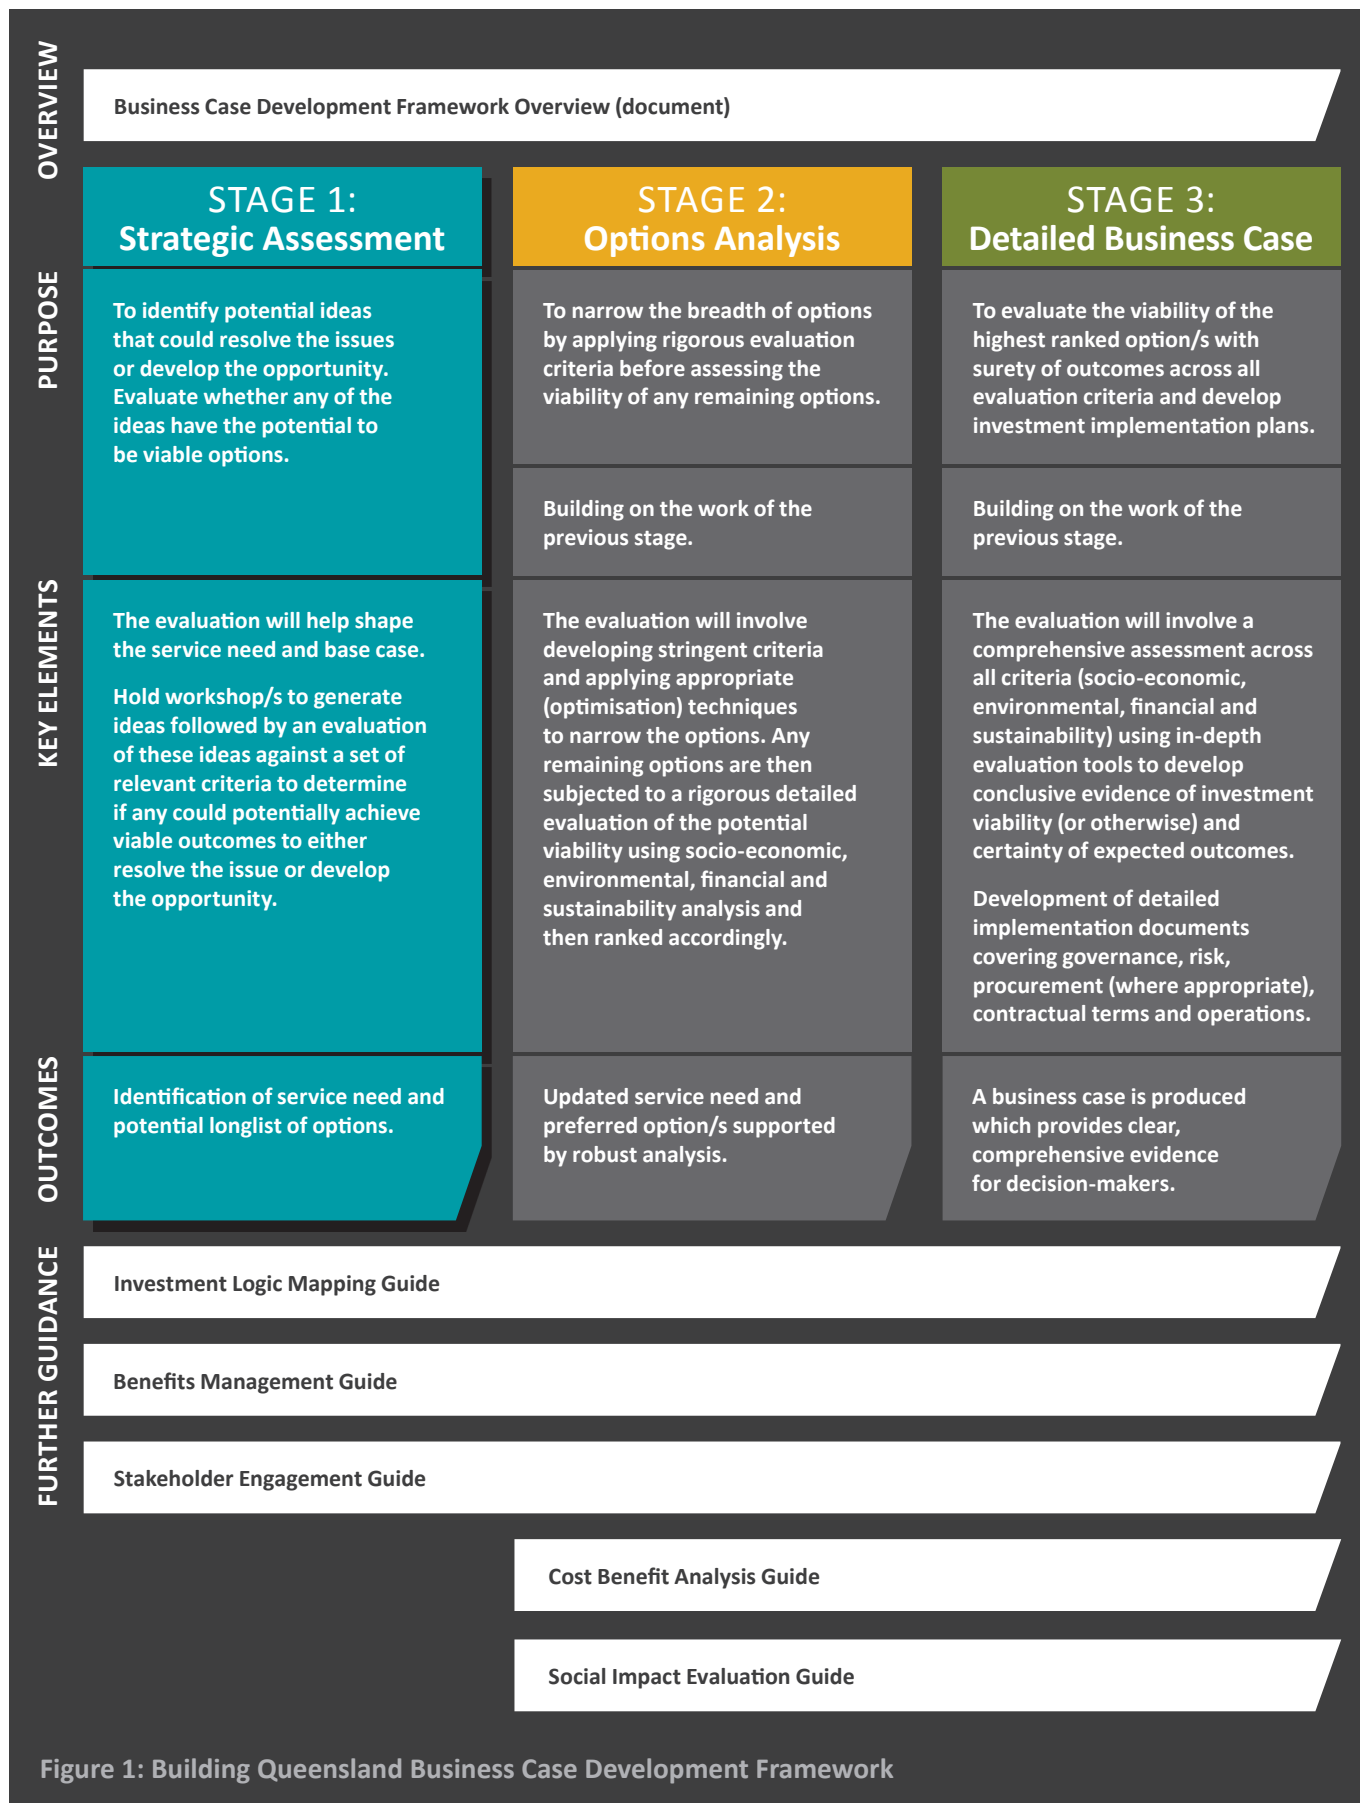 OVERVIEW
Business Case Development Framework Overview (document)
STAGE 1:
Strategic Assessment
STAGE 2:
Options Analysis
STAGE 3:
Detailed Business Case
PURPOSE
To identify potential ideas
that could resolve the issues
or develop the opportunity.
Evaluate whether any of the
ideas have the potential to
be viable options.
To narrow the breadth of options
by applying rigorous evaluation
criteria before assessing the
viability of any remaining options.
To evaluate the viability of the
highest ranked option/s with
surety of outcomes across all
evaluation criteria and develop
investment implementation plans.
Building on the work of the
previous stage.
Building on the work of the
previous stage.
KEY ELEMENTS
The evaluation will help shape
the service need and base case.
Hold workshop/s to generate
ideas followed by an evaluation
of these ideas against a set of
relevant criteria to determine
if any could potentially achieve
viable outcomes to either
resolve the issue or develop
the opportunity.
The evaluation will involve
developing stringent criteria
and applying appropriate
(optimisation) techniques
to narrow the options. Any
remaining options are then
subjected to a rigorous detailed
evaluation of the potential
viability using socio-economic,
environmental, financial and
sustainability analysis and
then ranked accordingly.
The evaluation will involve a
comprehensive assessment across
all criteria (socio-economic,
environmental, financial and
sustainability) using in-depth
evaluation tools to develop
conclusive evidence of investment
viability (or otherwise) and
certainty of expected outcomes.
Development of detailed
implementation documents
covering governance, risk,
procurement (where appropriate),
contractual terms and operations.
OUTCOMES
Identification of service need and
potential longlist of options.
Updated service need and
preferred option/s supported
by robust analysis.
A business case is produced
which provides clear,
comprehensive evidence
for decision-makers.
FURTHER GUIDANCE
Investment Logic Mapping Guide
Benefits Management Guide
Stakeholder Engagement Guide
Cost Benefit Analysis Guide
Social Impact Evaluation Guide
Figure 1: Building Queensland Business Case Development Framework